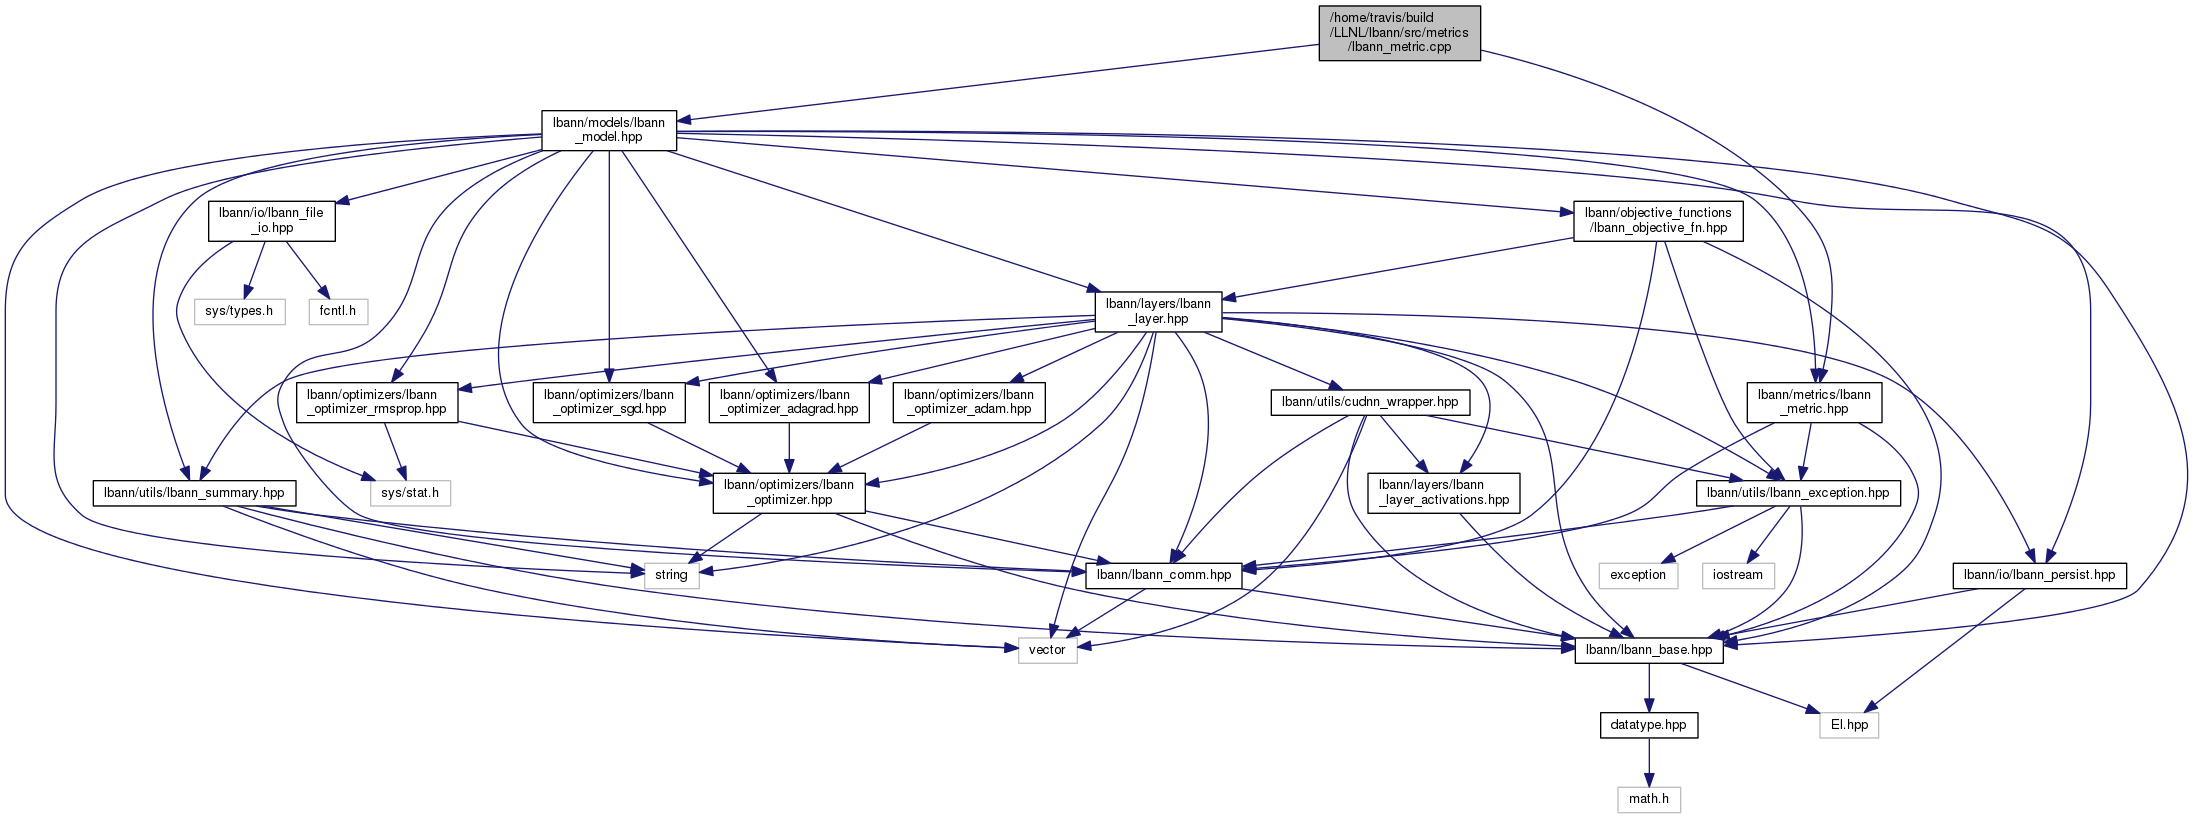 /home/travis/build
/LLNL/lbann/src/metrics
/lbann_metric.cpp
lbann/models/lbann
_model.hpp
lbann/io/lbann_file
_io.hpp
lbann/objective_functions
/lbann_objective_fn.hpp
sys/types.h
fcntl.h
lbann/layers/lbann
_layer.hpp
lbann/optimizers/lbann
_optimizer_rmsprop.hpp
lbann/optimizers/lbann
_optimizer_sgd.hpp
lbann/optimizers/lbann
_optimizer_adagrad.hpp
lbann/optimizers/lbann
_optimizer_adam.hpp
lbann/utils/cudnn_wrapper.hpp
lbann/metrics/lbann
_metric.hpp
lbann/utils/lbann_summary.hpp
sys/stat.h
lbann/optimizers/lbann
_optimizer.hpp
lbann/layers/lbann
_layer_activations.hpp
lbann/utils/lbann_exception.hpp
string
lbann/lbann_comm.hpp
exception
iostream
lbann/io/lbann_persist.hpp
vector
lbann/lbann_base.hpp
datatype.hpp
El.hpp
math.h